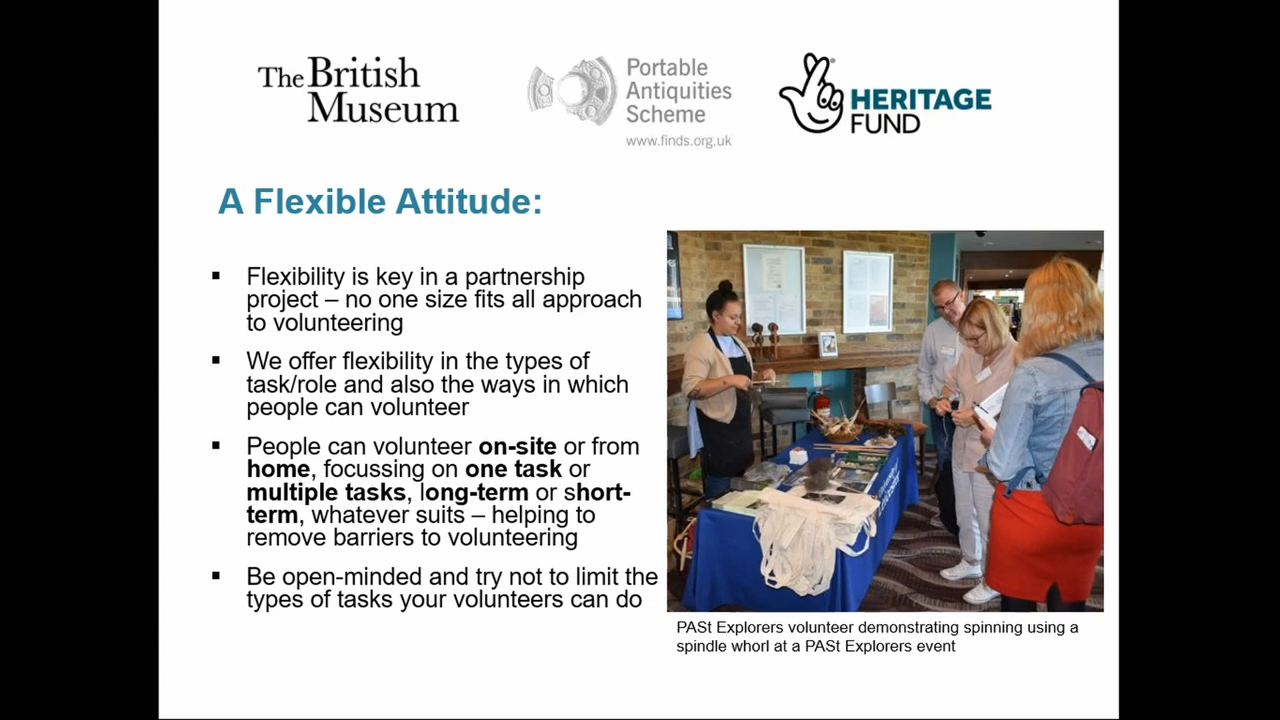 The British
Museum
Portable
Antiquities
Scheme
www.finds.org.uk
HERITAGE
FUND
A Flexible Attitude:
▪ Flexibility is key in a partnership
project – no one size fits all approach
to volunteering
▪ We offer flexibility in the types of
task/role and also the ways in which
people can volunteer
▪ People can volunteer on-site or from
home, focussing on one task or
multiple tasks, long-term or short-
term, whatever suits – helping to
remove barriers to volunteering
▪ Be open-minded and try not to limit the
types of tasks your volunteers can do
PASt Explorers volunteer demonstrating spinning using a
spindle whorl at a PASt Explorers event